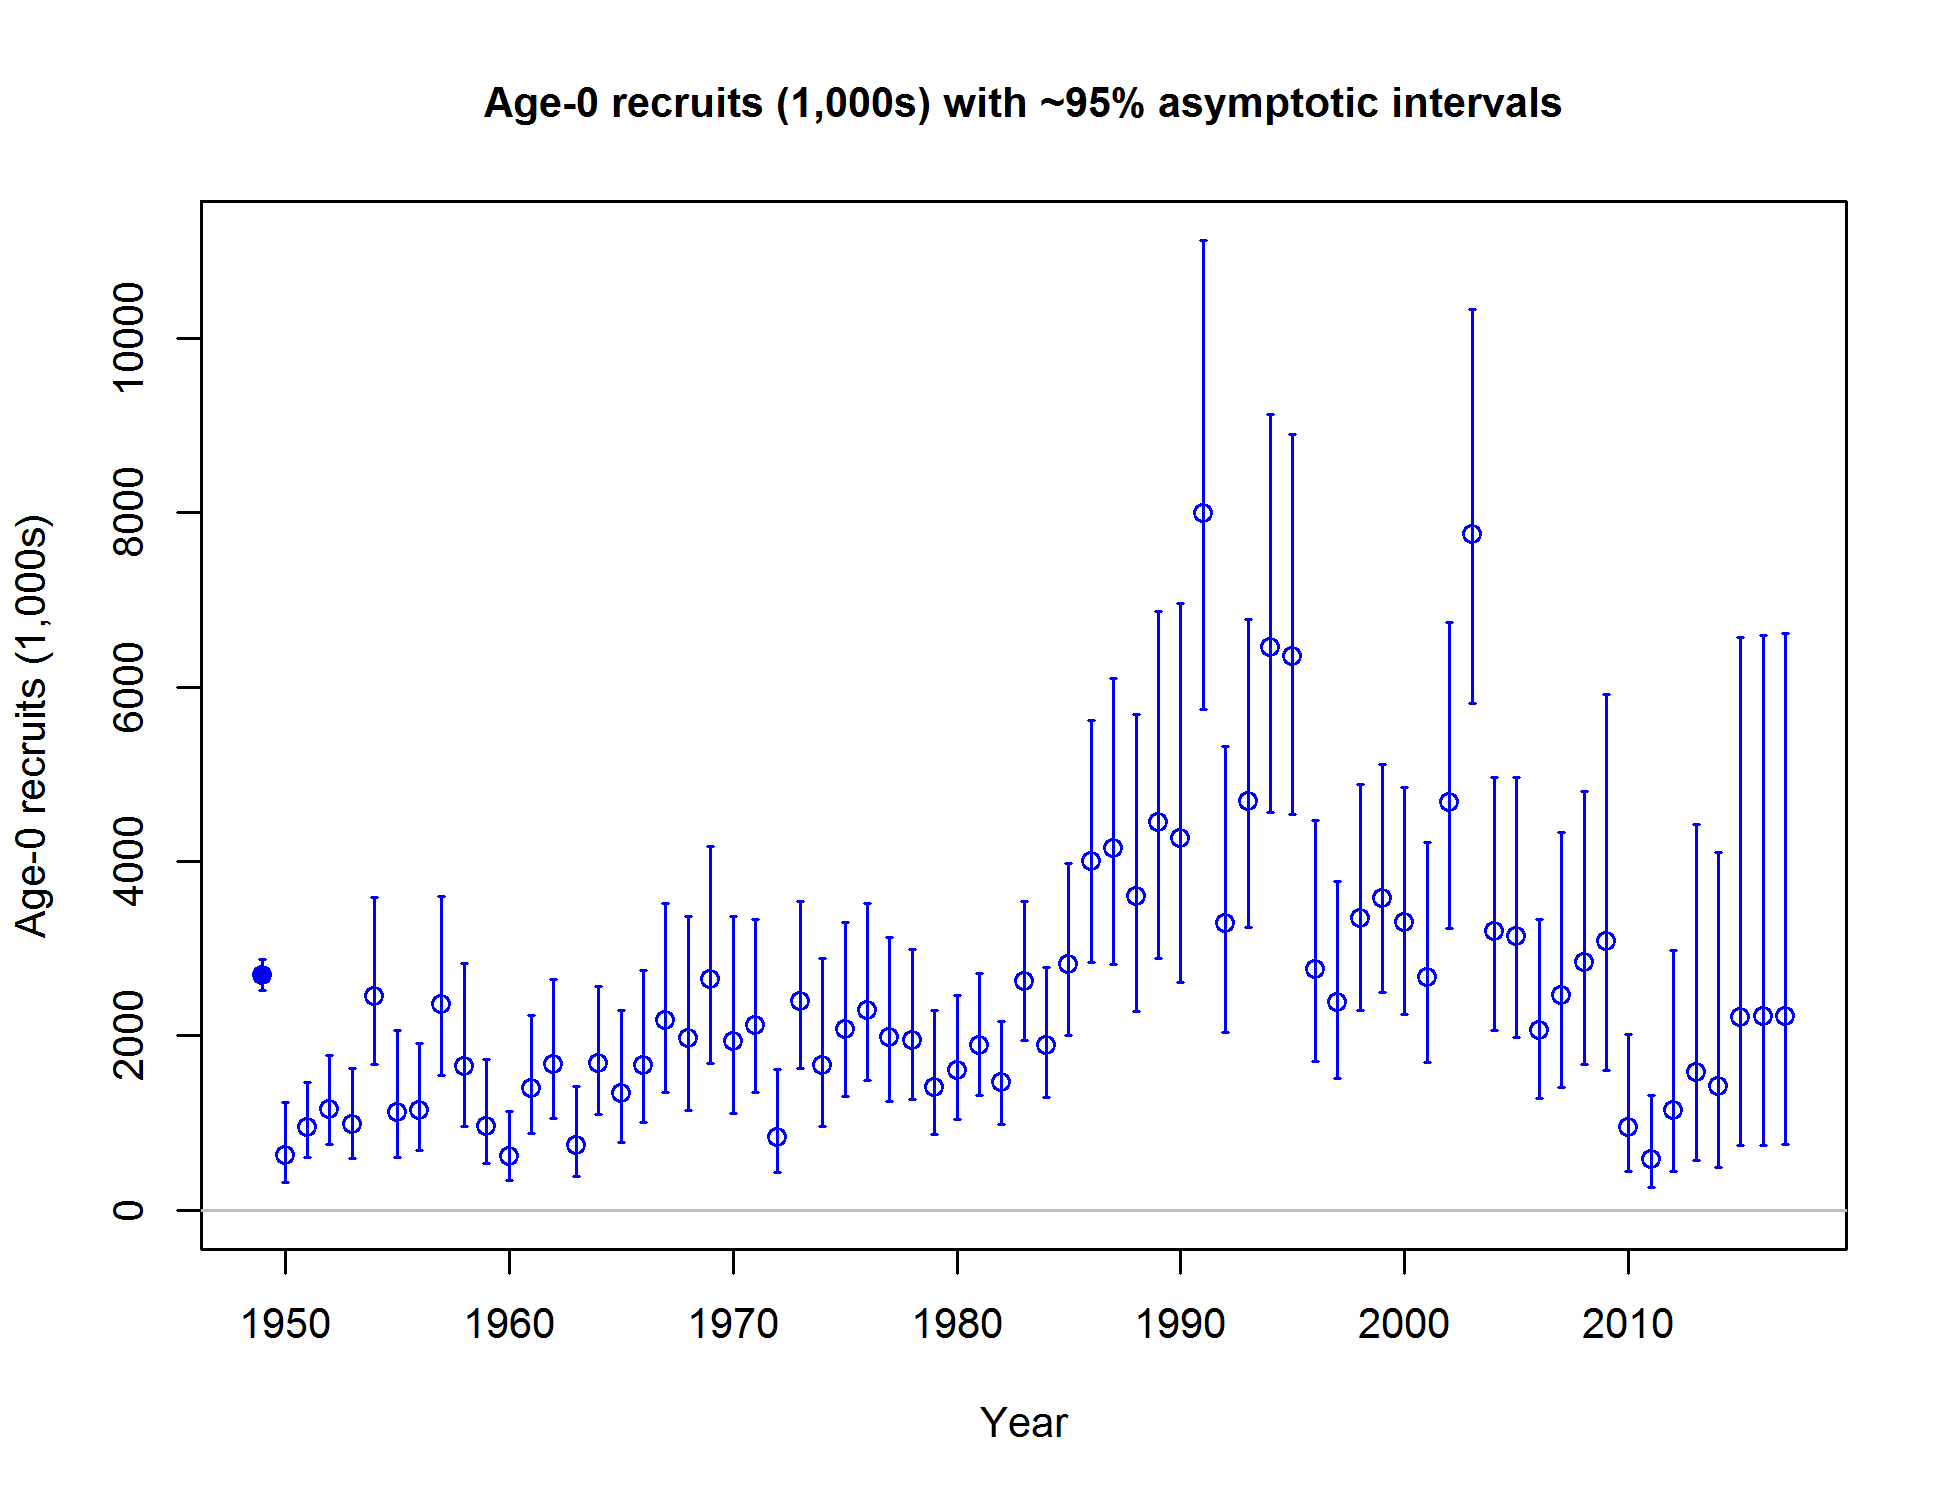 Age-0 recruits (1,000s) with ~95% asymptotic intervals
Age-0 recruits (1,000s)
10000
8000
6000
4000
2000
0
1950 1960 1970 1980 1990 2000 2010
Year